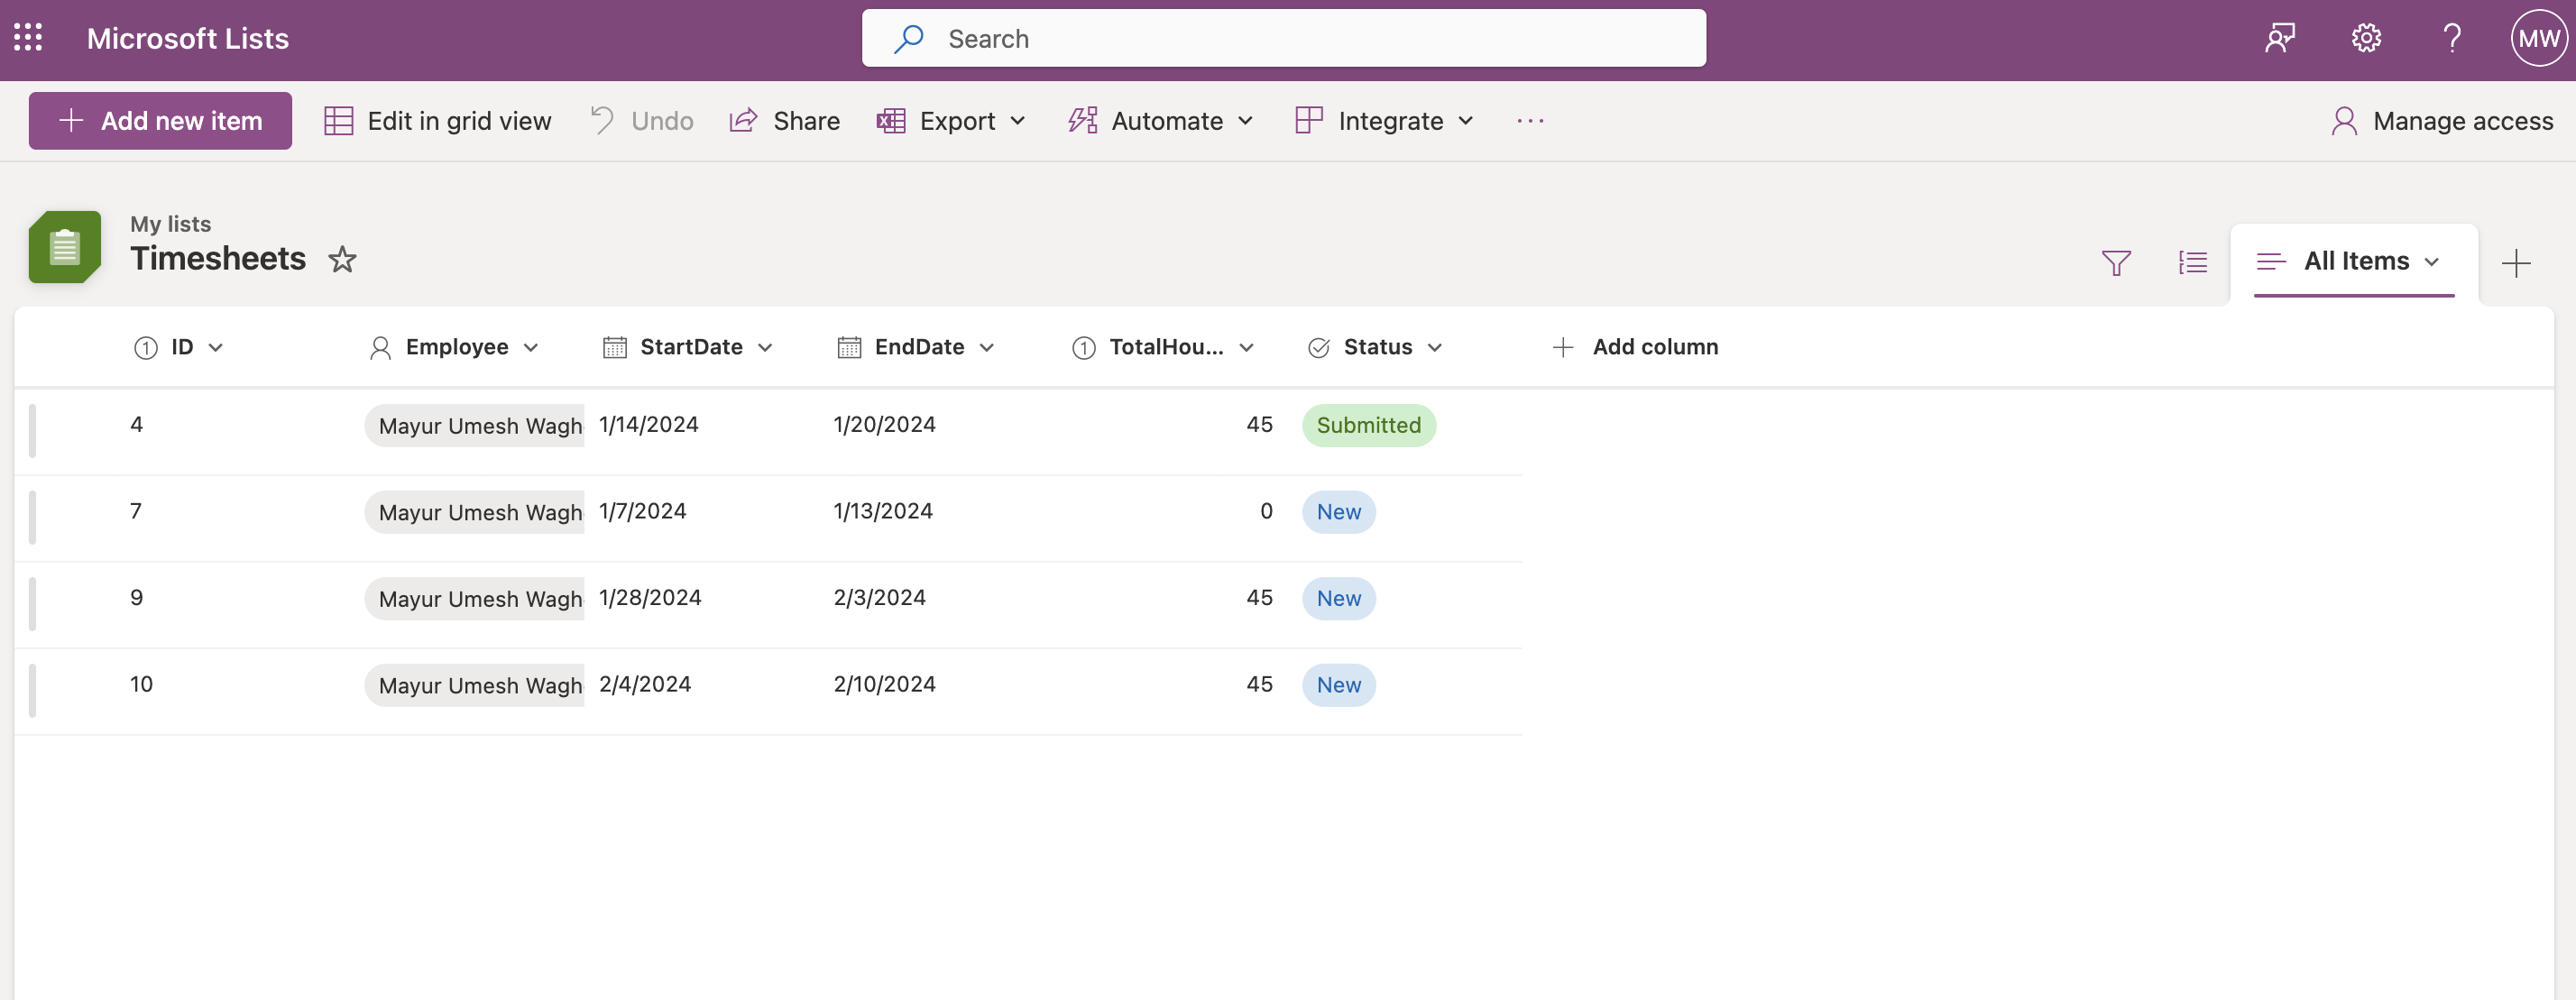 Microsoft Lists
Search
MW
Add new item
Edit in grid view
Undo
Share
Export
Automate
Integrate
...
Manage access
My lists
Timesheets
All Items
ID Employee StartDate EndDate TotalHou... Status Add column
4 Mayur Umesh Wagh 1/14/2024 1/20/2024 45 Submitted
7 Mayur Umesh Wagh 1/7/2024 1/13/2024 0 New
9 Mayur Umesh Wagh 1/28/2024 2/3/2024 45 New
10 Mayur Umesh Wagh 2/4/2024 2/10/2024 45 New